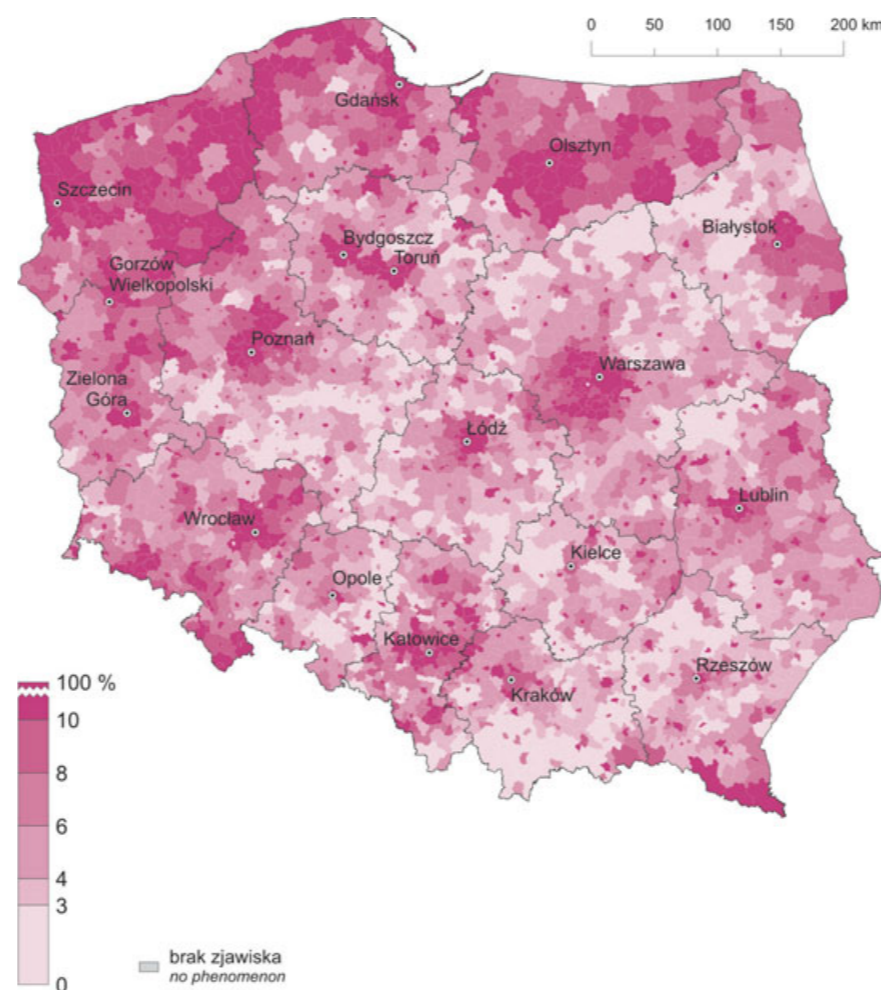 0 50 100 150 200 km
Gdańsk
Olsztyn
Szczecin
Białystok
Bydgoszcz
Toruń
Gorzów
Wielkopolski
Poznań
Warszawa
Zielona
Góra
Łódź
Lublin
Wrocław
Kielce
Opole
Katowice
Rzeszów
Kraków
100 %
10
8
6
4
3
0
brak zjawiska
no phenomenon